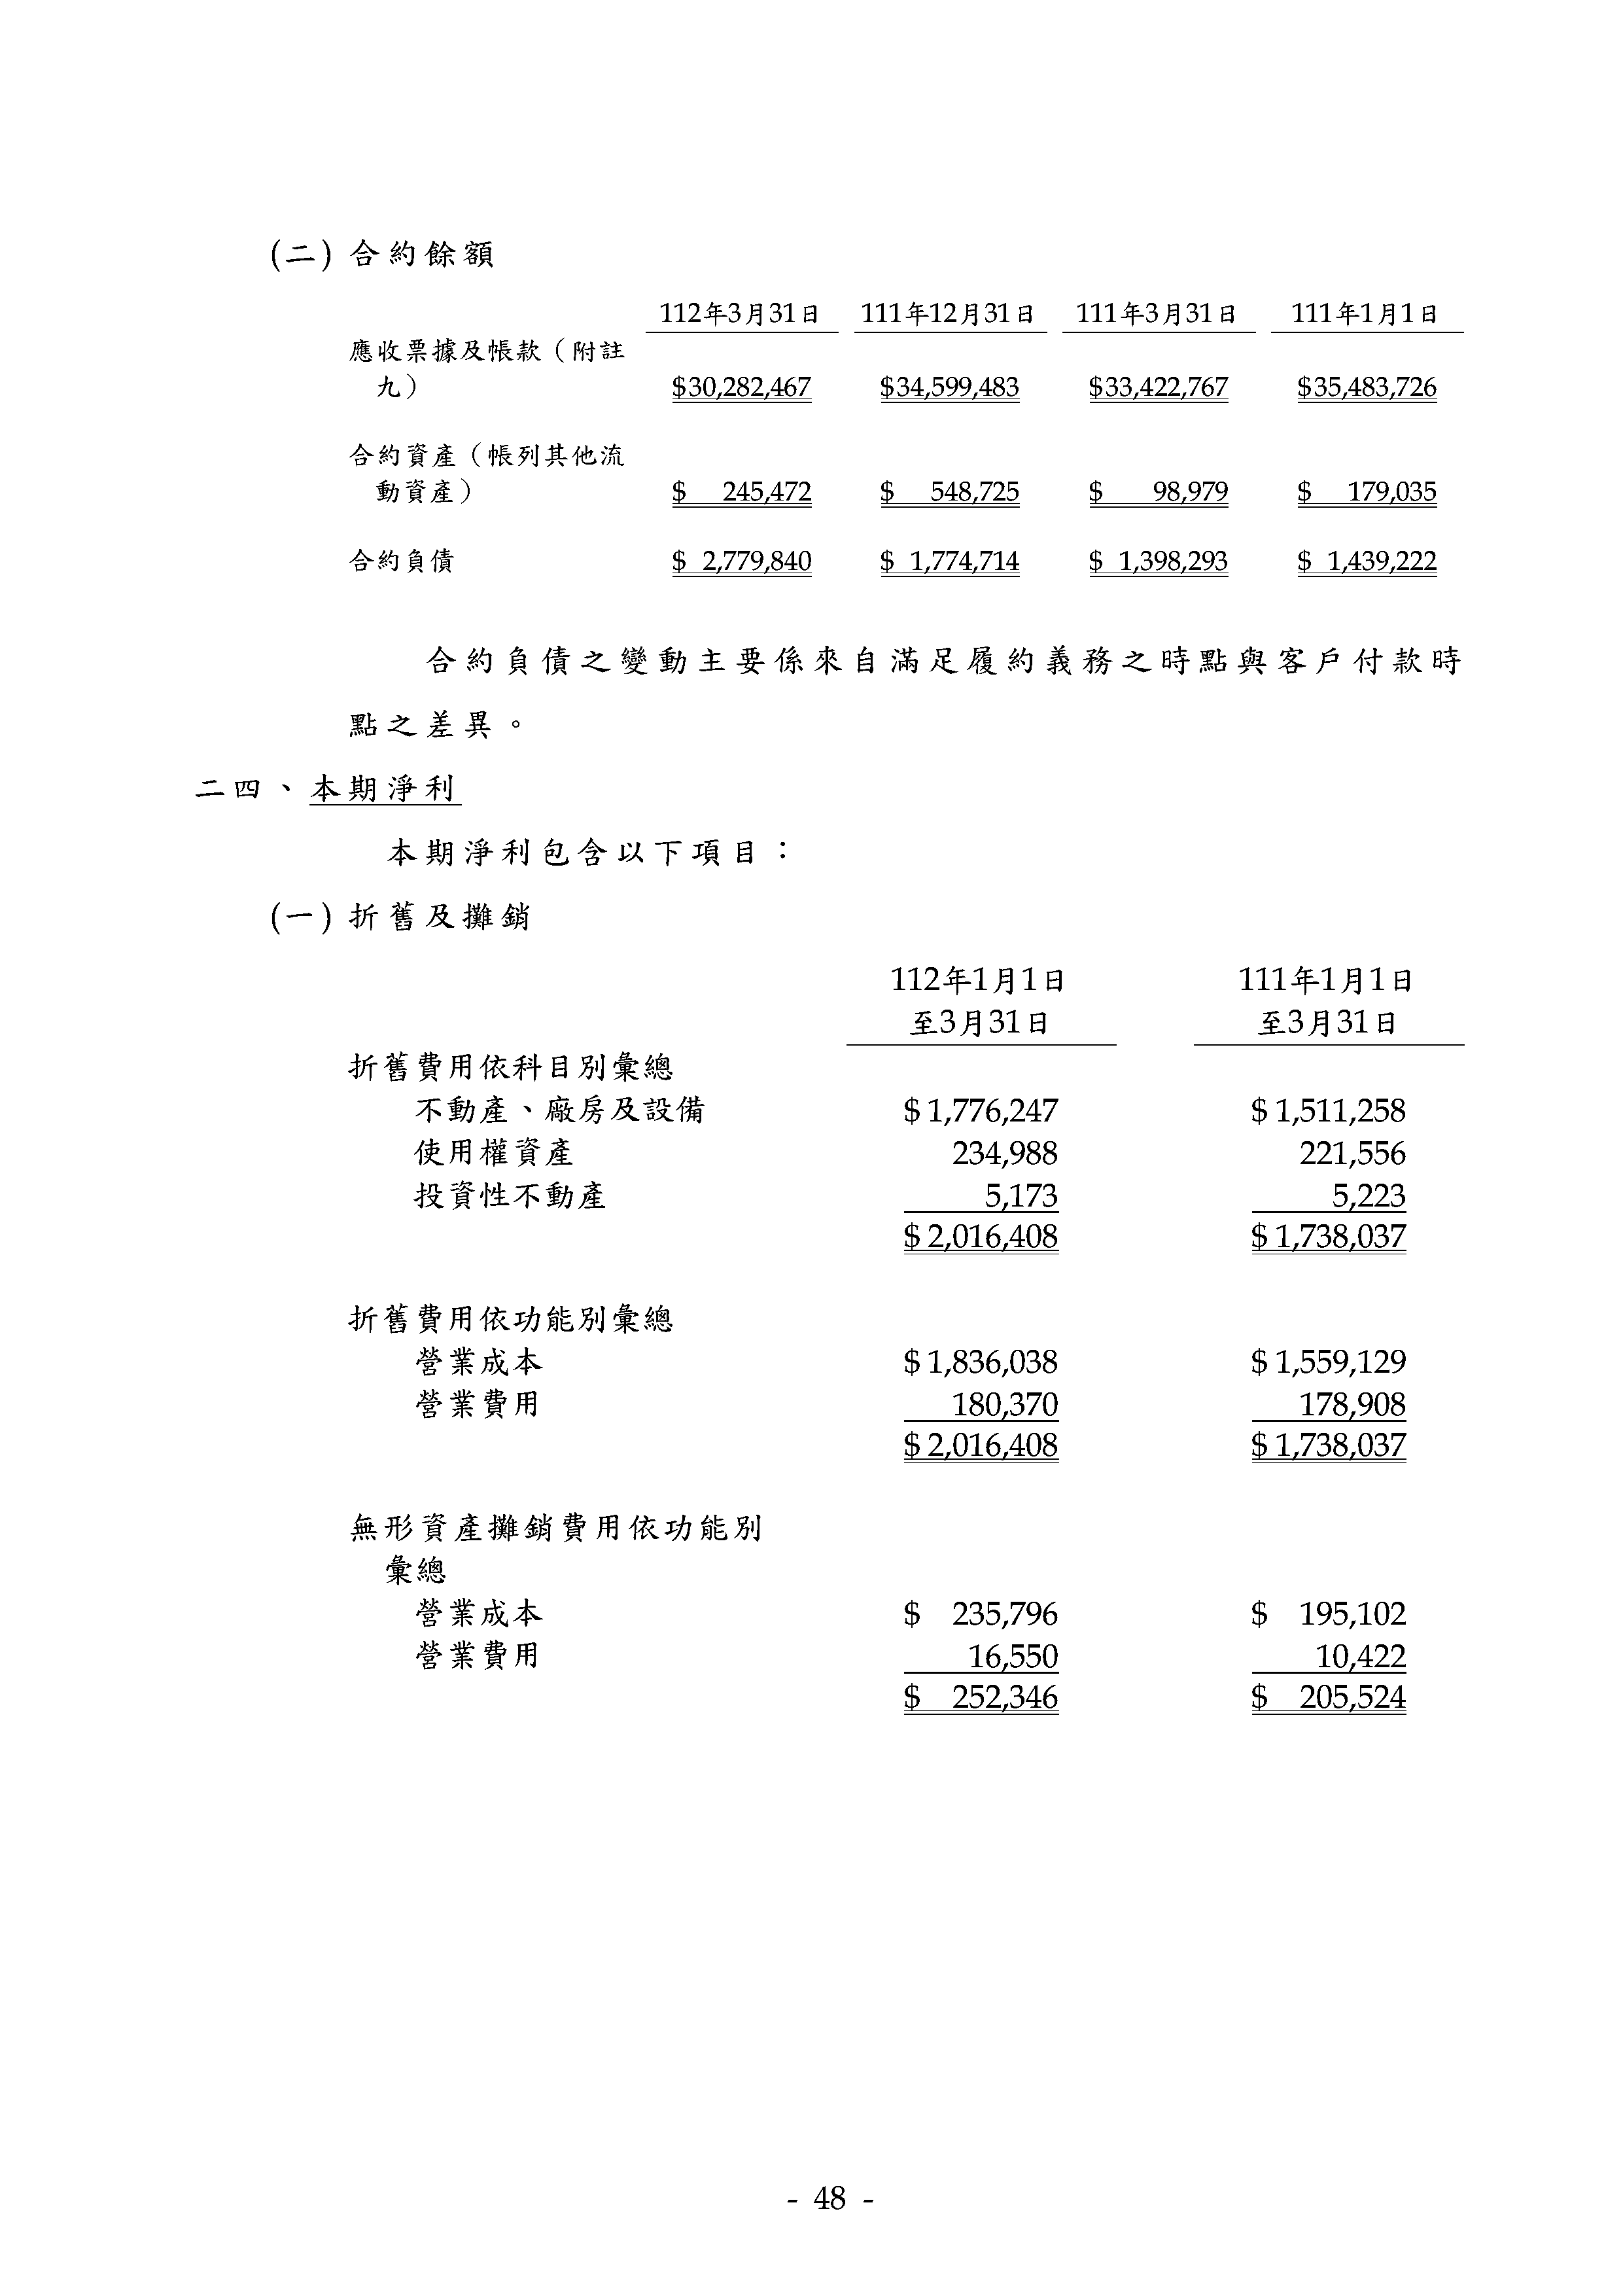 (二) 合約餘額
112年3月31日 111年12月31日 111年3月31日 111年1月1日
應收票據及帳款（附註
九） $30,282,467 $34,599,483 $33,422,767 $35,483,726
合約資產（帳列其他流
動資產） $ 245,472 $ 548,725 $ 98,979 $ 179,035
合約負債 $ 2,779,840 $ 1,774,714 $ 1,398,293 $ 1,439,222
合約負債之變動主要係來自滿足履約義務之時點與客戶付款時
點之差異。
二四、本期淨利
本期淨利包含以下項目：
(一) 折舊及攤銷
112年1月1日 111年1月1日
至3月31日 至3月31日
折舊費用依科目別彙總
不動產、廠房及設備 $ 1,776,247 $ 1,511,258
使用權資產 234,988 221,556
投資性不動產 5,173 5,223
$ 2,016,408 $ 1,738,037
折舊費用依功能別彙總
營業成本 $ 1,836,038 $ 1,559,129
營業費用 180,370 178,908
$ 2,016,408 $ 1,738,037
無形資產攤銷費用依功能別
彙總
營業成本 $ 235,796 $ 195,102
營業費用 16,550 10,422
$ 252,346 $ 205,524
- 48 -